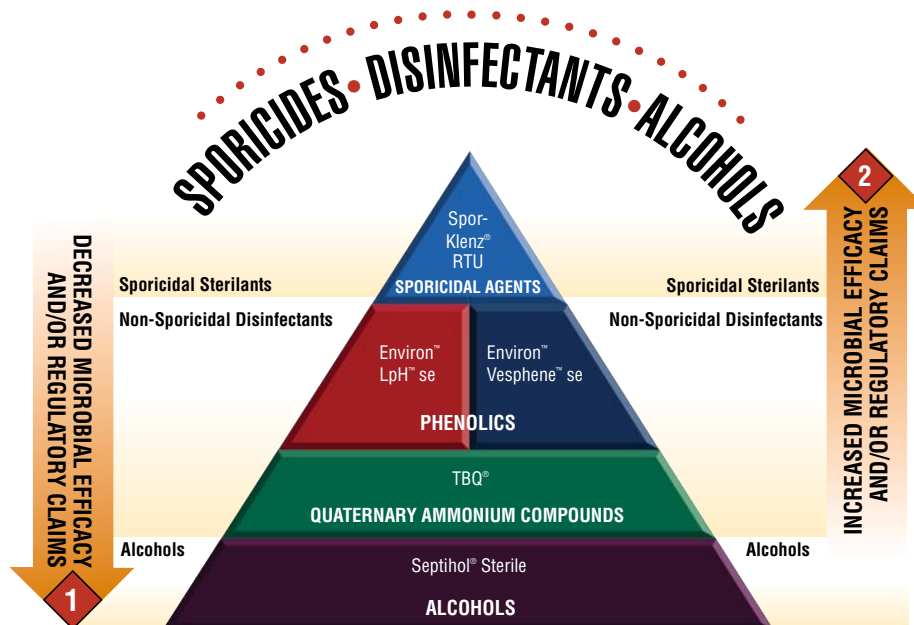 SPORICIDES • DISINFECTANTS • ALCOHOLS
DECREASED MICROBIAL EFFICACY
AND/OR REGULATORY CLAIMS
1
2
INCREASED MICROBIAL EFFICACY
AND/OR REGULATORY CLAIMS
Spor-
Klenz®
RTU
SPORICIDAL AGENTS
Sporicidal Sterilants
Sporicidal Sterilants
Non-Sporicidal Disinfectants
Non-Sporicidal Disinfectants
Environ™
LpH™ se
Environ™
Vesphene™ se
PHENOLICS
TBQ®
QUATERNARY AMMONIUM COMPOUNDS
Alcohols
Alcohols
Septihol® Sterile
ALCOHOLS